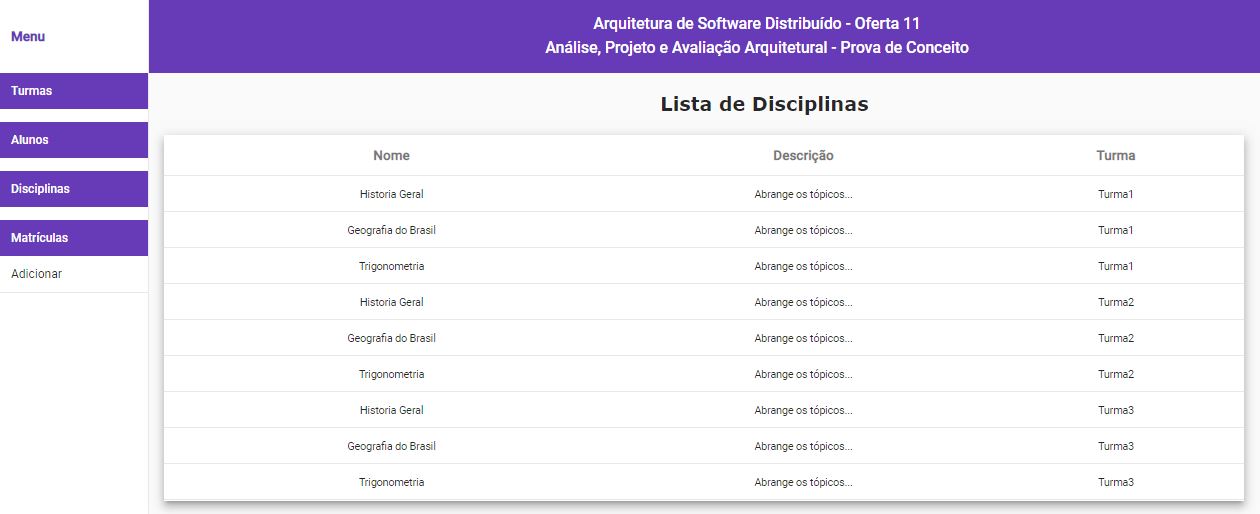 Menu
Turmas
Alunos
Disciplinas
Matrículas
Adicionar
Arquitetura de Software Distribuído - Oferta 11
Análise, Projeto e Avaliação Arquitetural - Prova de Conceito
Lista de Disciplinas
Nome Descrição Turma
Historia Geral Abrange os tópicos... Turma1
Geografia do Brasil Abrange os tópicos... Turma1
Trigonometria Abrange os tópicos... Turma1
Historia Geral Abrange os tópicos... Turma2
Geografia do Brasil Abrange os tópicos... Turma2
Trigonometria Abrange os tópicos... Turma2
Historia Geral Abrange os tópicos... Turma3
Geografia do Brasil Abrange os tópicos... Turma3
Trigonometria Abrange os tópicos... Turma3